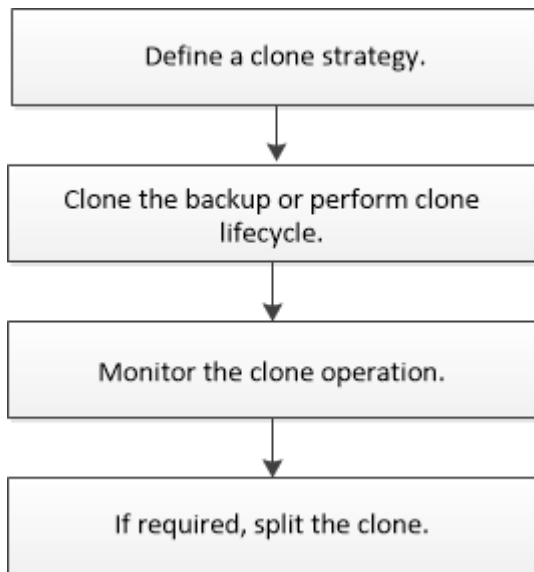 Define a clone strategy.
Clone the backup or perform clone
lifecycle.
Monitor the clone operation.
If required, split the clone.